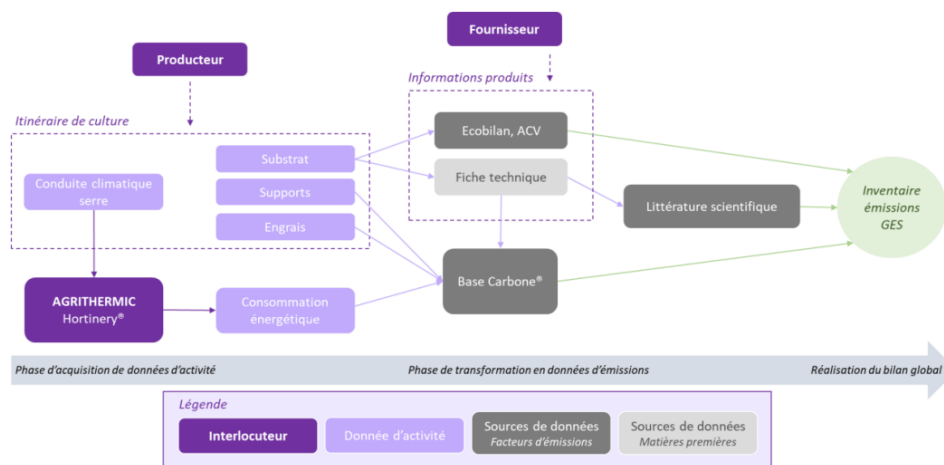 Fournisseur
Producteur
Informations produits
Itinéraire de culture
Ecobilan, ACV
Substrat
Fiche technique
Conduite climatique
serre
Supports
Littérature scientifique
Inventaire
émissions
GES
Engrais
AGRITHERMIC
Hortinery®
Consommation
énergétique
Base Carbone®
Phase d'acquisition de données d'activité
Phase de transformation en données d'émissions
Réalisation du bilan global
Légende
Interlocuteur
Donnée d'activité
Sources de données
Facteurs d'émissions
Sources de données
Matières premières